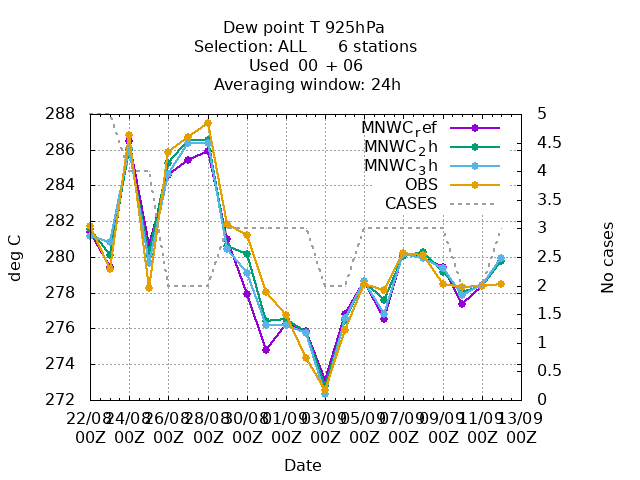 Dew point T 925hPa
Selection: ALL 6 stations
Used 00 + 06
Averaging window: 24h
288
286
284
282
280
278
276
274
272
deg C
5
4.5
4
3.5
3
2.5
2
1.5
1
0.5
0
No cases
MNWCref
MNWC2h
MNWC3h
OBS
CASES
22/08 24/08 26/08 28/08 30/08 01/09 03/09 05/09 07/09 09/09 11/09 13/09
00Z 00Z 00Z 00Z 00Z 00Z 00Z 00Z 00Z 00Z 00Z 00Z
Date